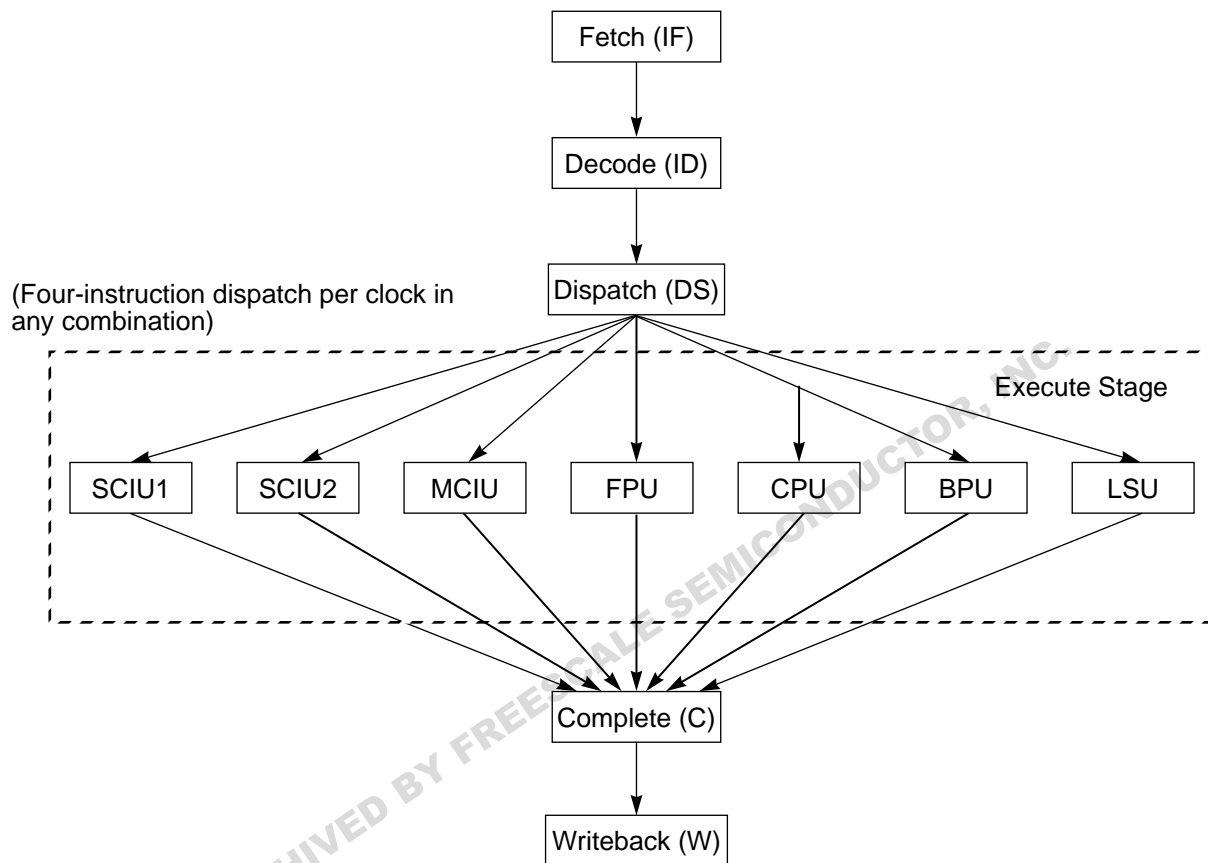 Fetch (IF)
Decode (ID)
Dispatch (DS)
(Four-instruction dispatch per clock in
any combination)
Execute Stage
SCIU1
SCIU2
MCIU
FPU
CPU
BPU
LSU
Complete (C)
Writeback (W)
HIVED BY FREESCALE SEMICONDUCTOR, INC.